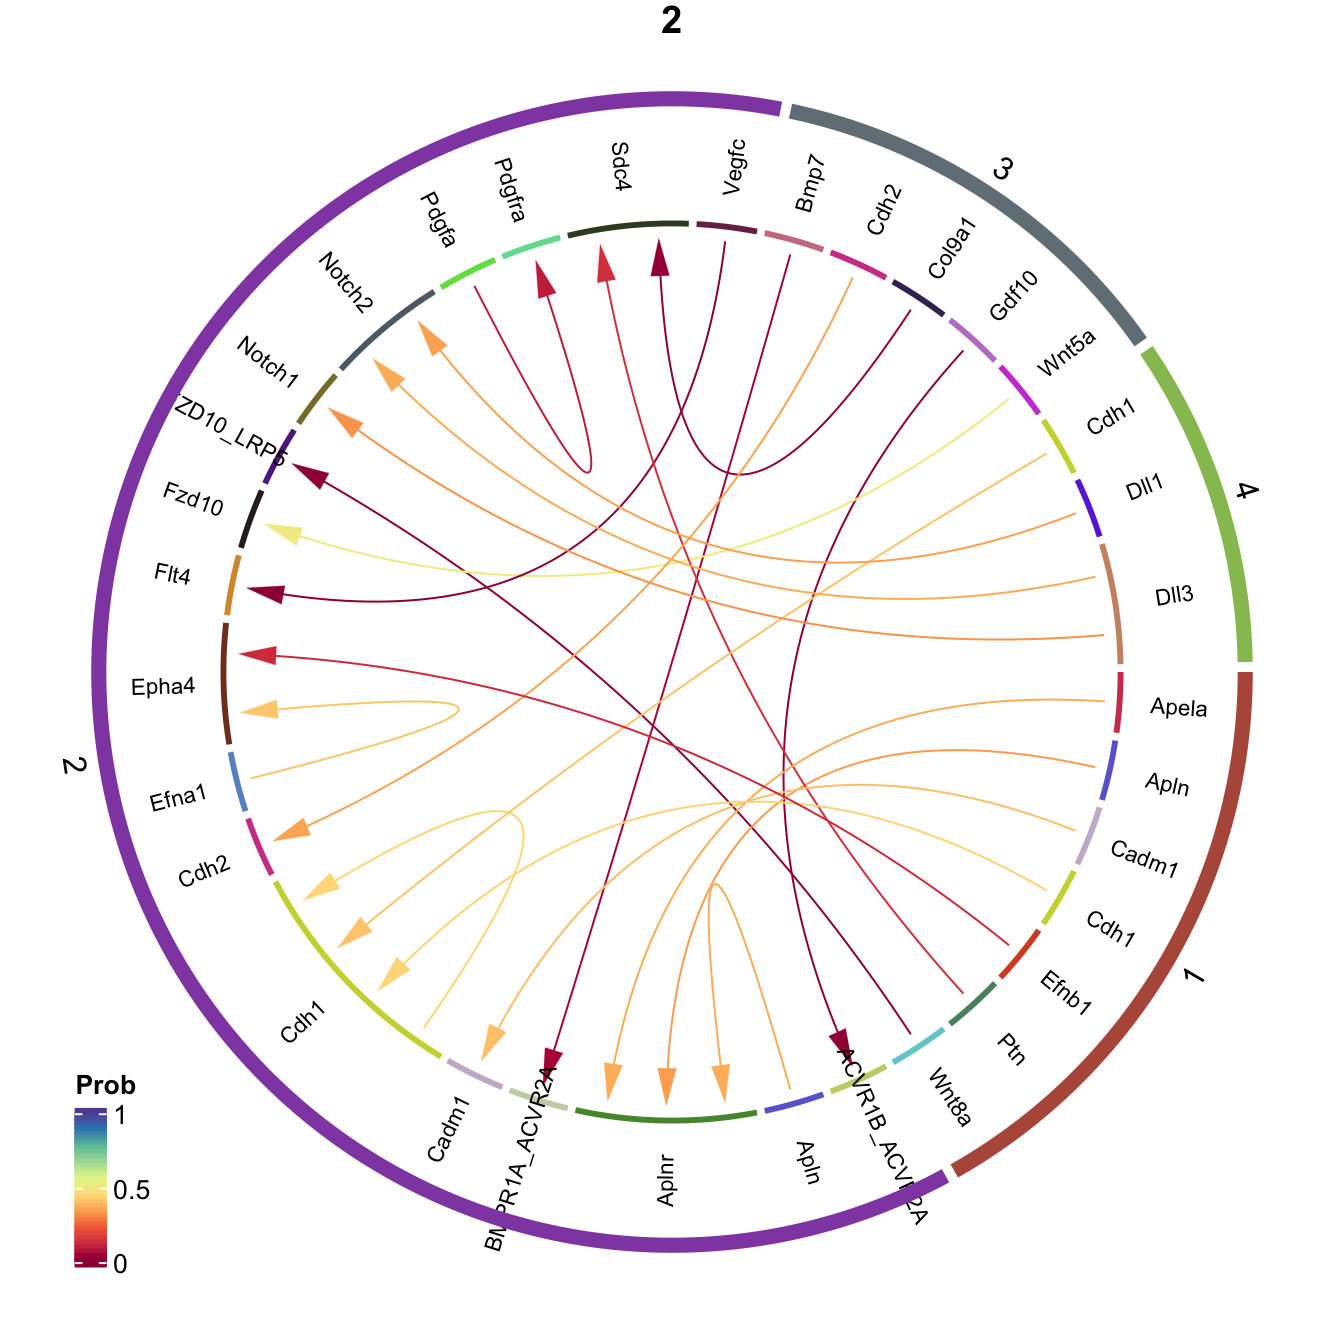 2
3
4
1
2
Sdc4
Vegfc
Bmp7
Cdh2
Col9a1
Gdf10
Wnt5a
Cdh1
Dll1
Dll3
Apela
Apln
Cadm1
Cdh1
Efnb1
Ptn
Wnt8a
ACVR1B_ACVR2A
Apln
Aplnr
BMPR1A_ACVR2A
Cadm1
Cdh1
Cdh2
Efna1
Epha4
Flt4
Fzd10
ZD10_LRP5
Notch1
Notch2
Pdgfa
Pdgfra
Prob
1
0.5
0